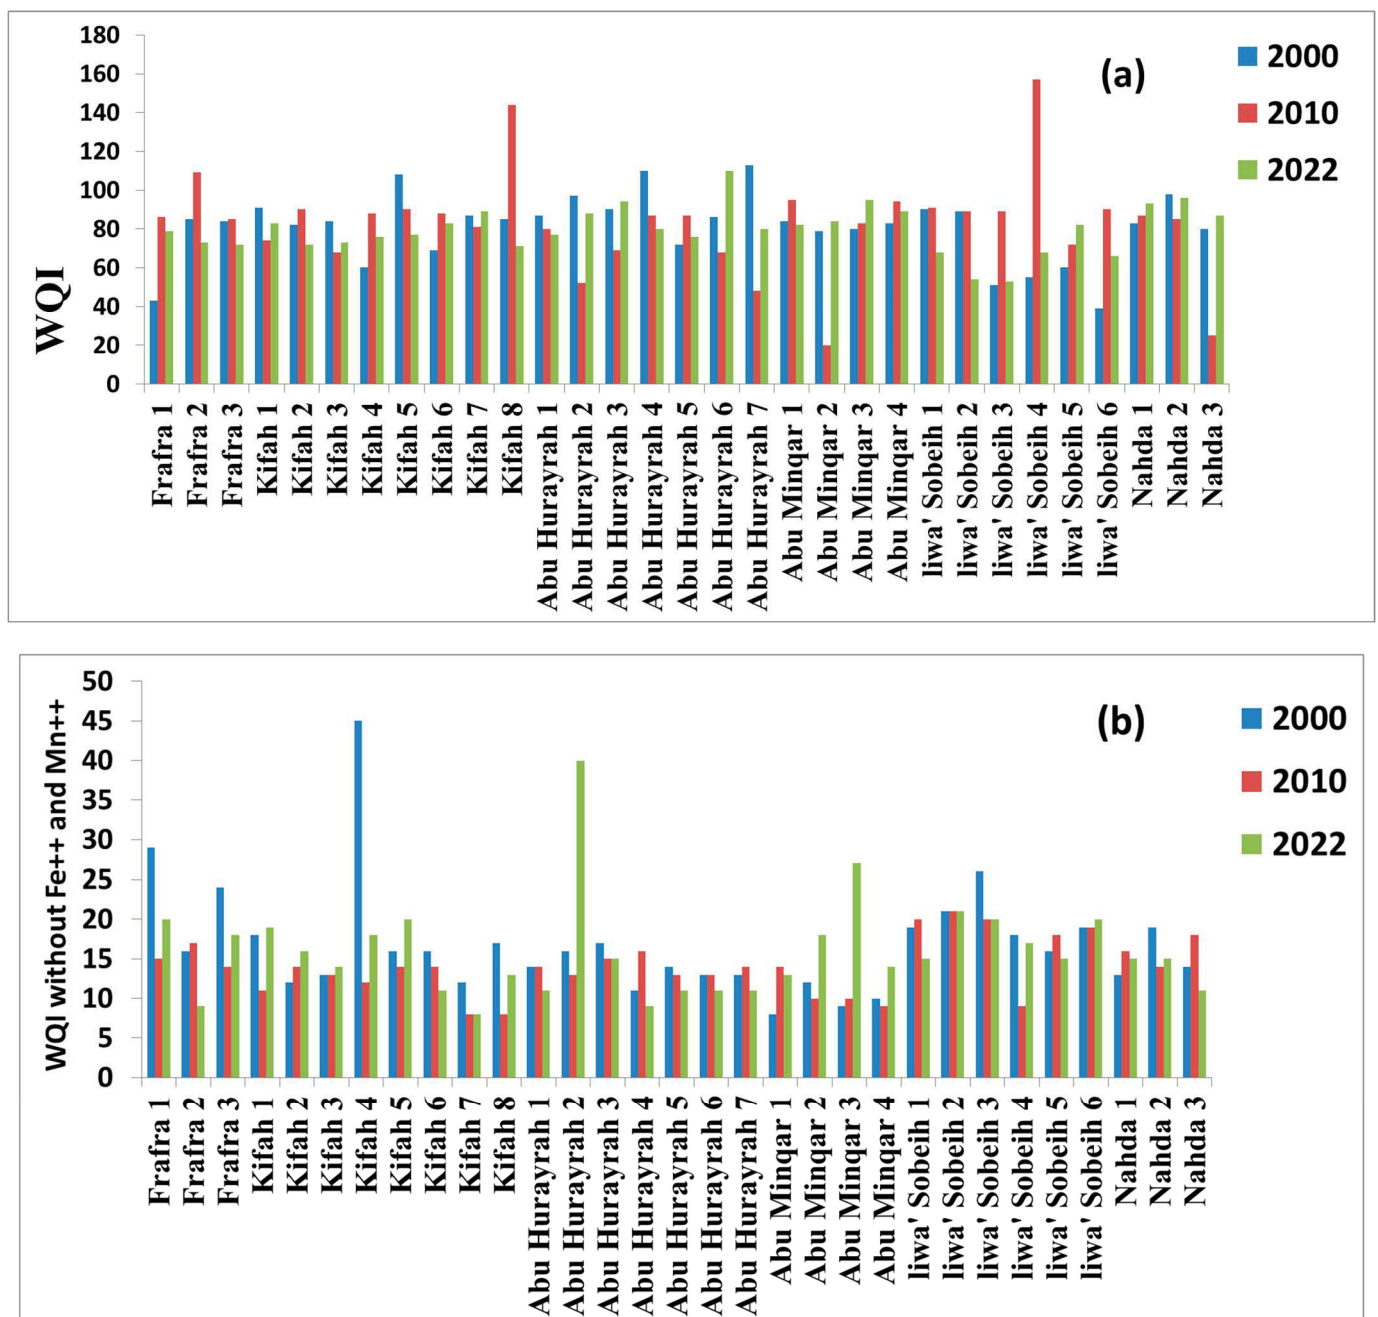 (a)
WQI
180
160
140
120
100
80
60
40
20
0
2000
2010
2022
Frafra 1
Frafra 2
Frafra 3
Kifah 1
Kifah 2
Kifah 3
Kifah 4
Kifah 5
Kifah 6
Kifah 7
Kifah 8
Abu Hurayrah 1
Abu Hurayrah 2
Abu Hurayrah 3
Abu Hurayrah 4
Abu Hurayrah 5
Abu Hurayrah 6
Abu Hurayrah 7
Abu Minqar 1
Abu Minqar 2
Abu Minqar 3
Abu Minqar 4
liwa' Sobeih 1
liwa' Sobeih 2
liwa' Sobeih 3
liwa' Sobeih 4
liwa' Sobeih 5
liwa' Sobeih 6
Nahda 1
Nahda 2
Nahda 3
(b)
WQI without Fe++ and Mn++
50
45
40
35
30
25
20
15
10
5
0
2000
2010
2022
Frafra 1
Frafra 2
Frafra 3
Kifah 1
Kifah 2
Kifah 3
Kifah 4
Kifah 5
Kifah 6
Kifah 7
Kifah 8
Abu Hurayrah 1
Abu Hurayrah 2
Abu Hurayrah 3
Abu Hurayrah 4
Abu Hurayrah 5
Abu Hurayrah 6
Abu Hurayrah 7
Abu Minqar 1
Abu Minqar 2
Abu Minqar 3
Abu Minqar 4
liwa' Sobeih 1
liwa' Sobeih 2
liwa' Sobeih 3
liwa' Sobeih 4
liwa' Sobeih 5
liwa' Sobeih 6
Nahda 1
Nahda 2
Nahda 3